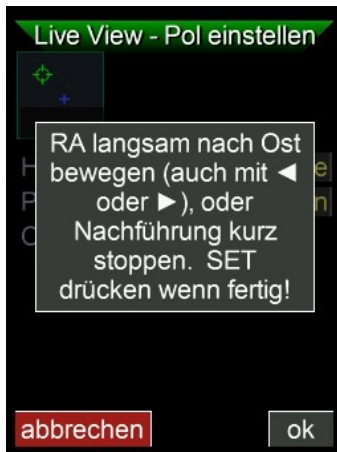 Live View - Pol einstellen
RA langsam nach Ost
bewegen (auch mit ◄
oder ►), oder
Nachführung kurz
stoppen. SET
drücken wenn fertig!
abbrechen
ok